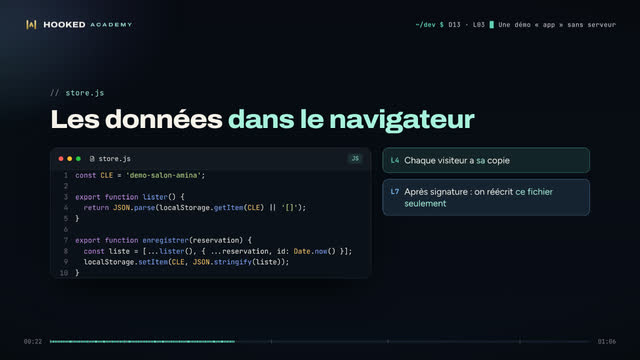 HOOKED ACADEMY
~/dev $ D13 · L03 Une démo « app » sans serveur
// store.js
Les données dans le navigateur
store.js
JS
1 const CLE = 'demo-salon-amina';
2
3 export function lister() {
4 return JSON.parse(localStorage.getItem(CLE) || '[]');
5 }
6
7 export function enregistrer(reservation) {
8 const liste = [...lister(), { ...reservation, id: Date.now() }];
9 localStorage.setItem(CLE, JSON.stringify(liste));
10 }
L4 Chaque visiteur a sa copie
L7 Après signature : on réécrit ce fichier
seulement
00:22
01:06